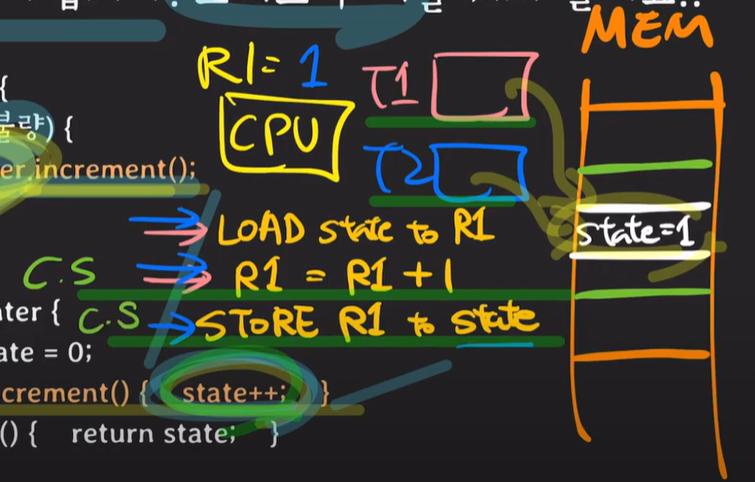 MEM
R1 = 1
T1
{
불량) {
CPU
T2
er.increment();
LOAD state to R1
state=1
C.S
R1 = R1 + 1
nter {
C.S
STORE R1 to state
ate = 0;
crement() { state++; }
() { return state; }